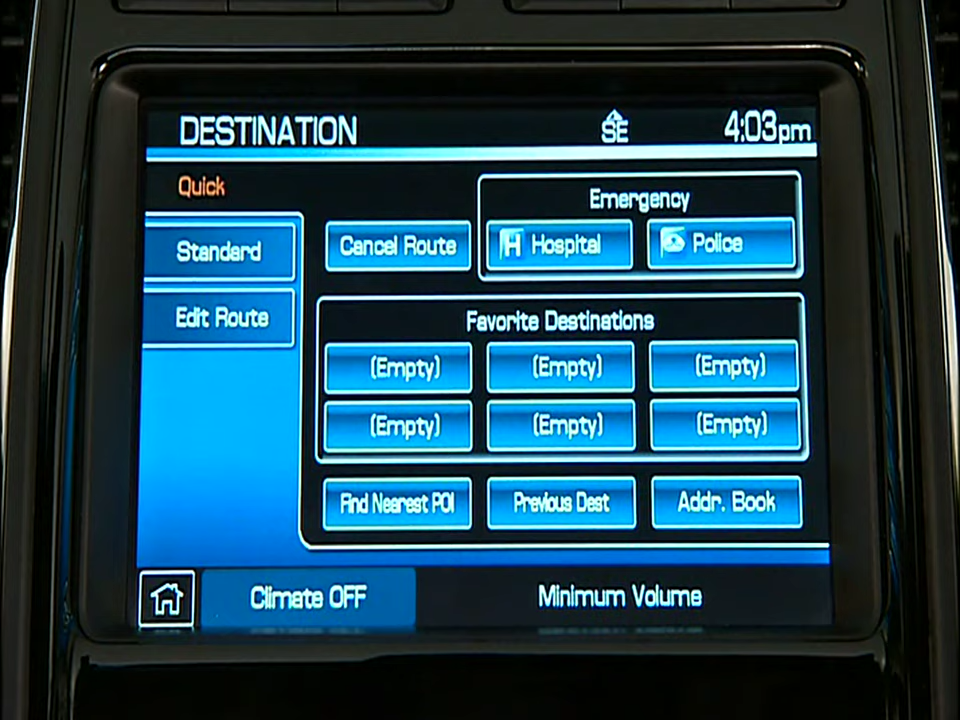 DESTINATION SE 4:03pm
Quick
Emergency
Standard Cancel Route H Hospital Police
Edit Route
Favorite Destinations
(Empty) (Empty) (Empty)
(Empty) (Empty) (Empty)
Find Nearest POI Previous Dest Addr. Book
Climate OFF Minimum Volume